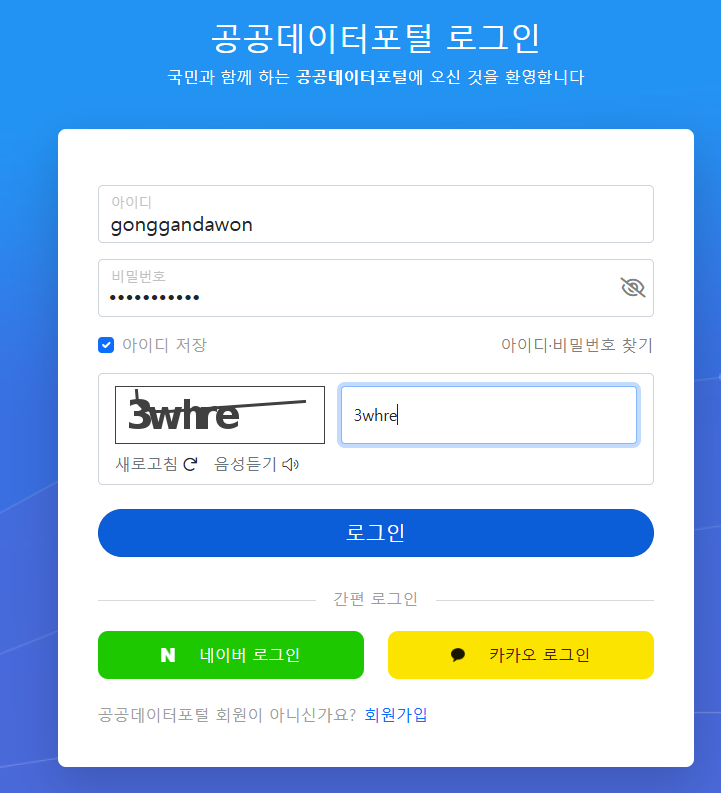 공공데이터포털 로그인
국민과 함께 하는 공공데이터포털에 오신 것을 환영합니다
아이디
gonggandawon
비밀번호
•••••••••••
아이디 저장
아이디·비밀번호 찾기
3whre
3whre
새로고침
음성듣기
로그인
간편 로그인
N 네이버 로그인
카카오 로그인
공공데이터포털 회원이 아니신가요? 회원가입